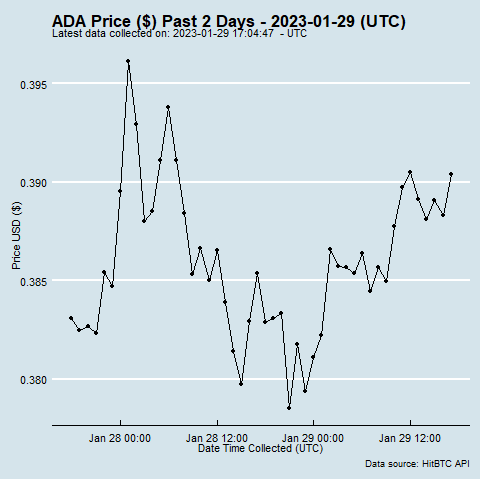 ADA Price ($) Past 2 Days - 2023-01-29 (UTC)
Latest data collected on: 2023-01-29 17:04:47  - UTC
0.395
0.390
0.385
0.380
Price USD ($)
Jan 28 00:00
Jan 28 12:00
Jan 29 00:00
Jan 29 12:00
Date Time Collected (UTC)
Data source: HitBTC API